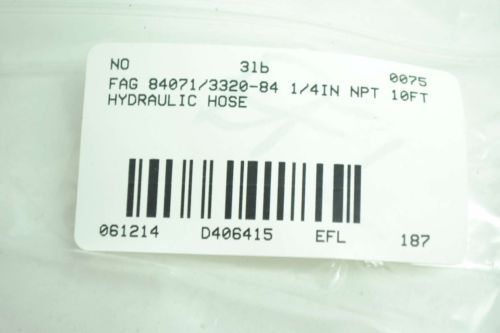 NO 31b 0075
FAG 84071/3320-84 1/4IN NPT 10FT
HYDRAULIC HOSE
061214 D406415 EFL 187